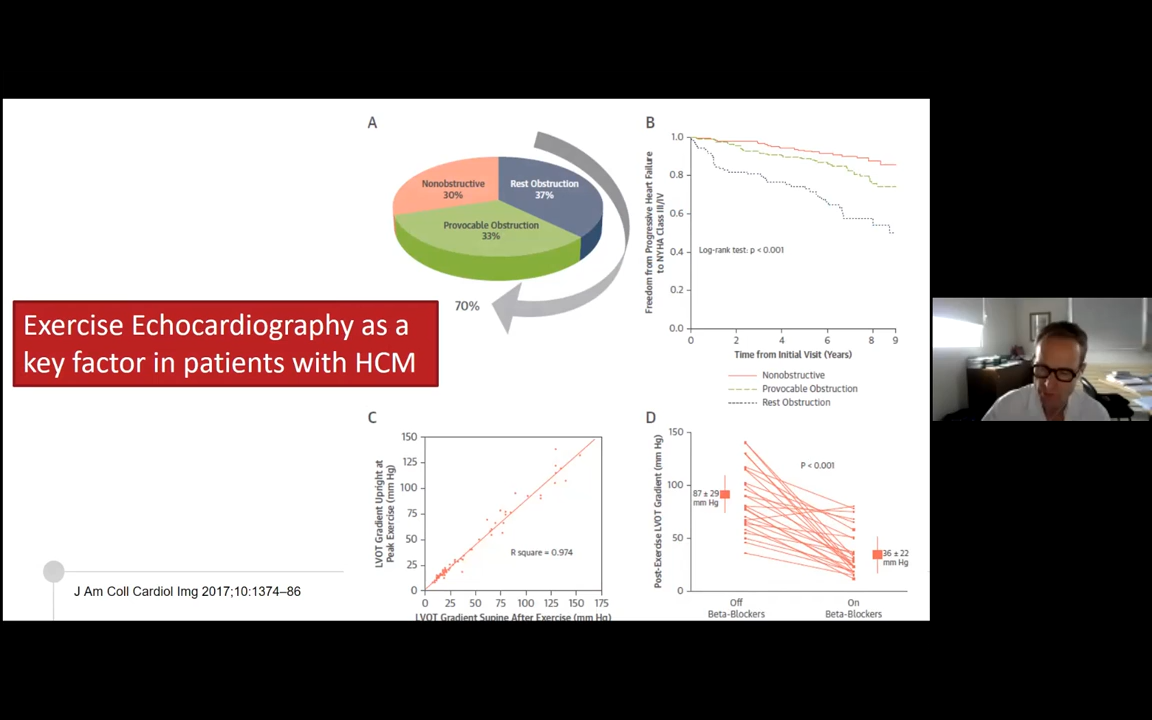 A
Nonobstructive
30%
Rest Obstruction
37%
Provocable Obstruction
33%
70%
B
Freedom from Progressive Heart Failure
to NYHA Class III/IV
1.0
0.8
0.6
0.4
0.2
0.0
Log-rank test: p < 0.001
0 2 4 6 8 9
Time from Initial Visit (Years)
Nonobstructive
Provocable Obstruction
Rest Obstruction
Exercise Echocardiography as a
key factor in patients with HCM
J Am Coll Cardiol Img 2017;10:1374–86
C
LVOT Gradient Upright at
Peak Exercise (mm Hg)
150
125
100
75
50
25
0
R square = 0.974
0 25 50 75 100 125 150 175
LVOT Gradient Supine After Exercise (mm Hg)
D
Post-Exercise LVOT Gradient (mm Hg)
150
100
50
0
P < 0.001
87 ± 29
mm Hg
36 ± 22
mm Hg
Off
Beta-Blockers
On
Beta-Blockers